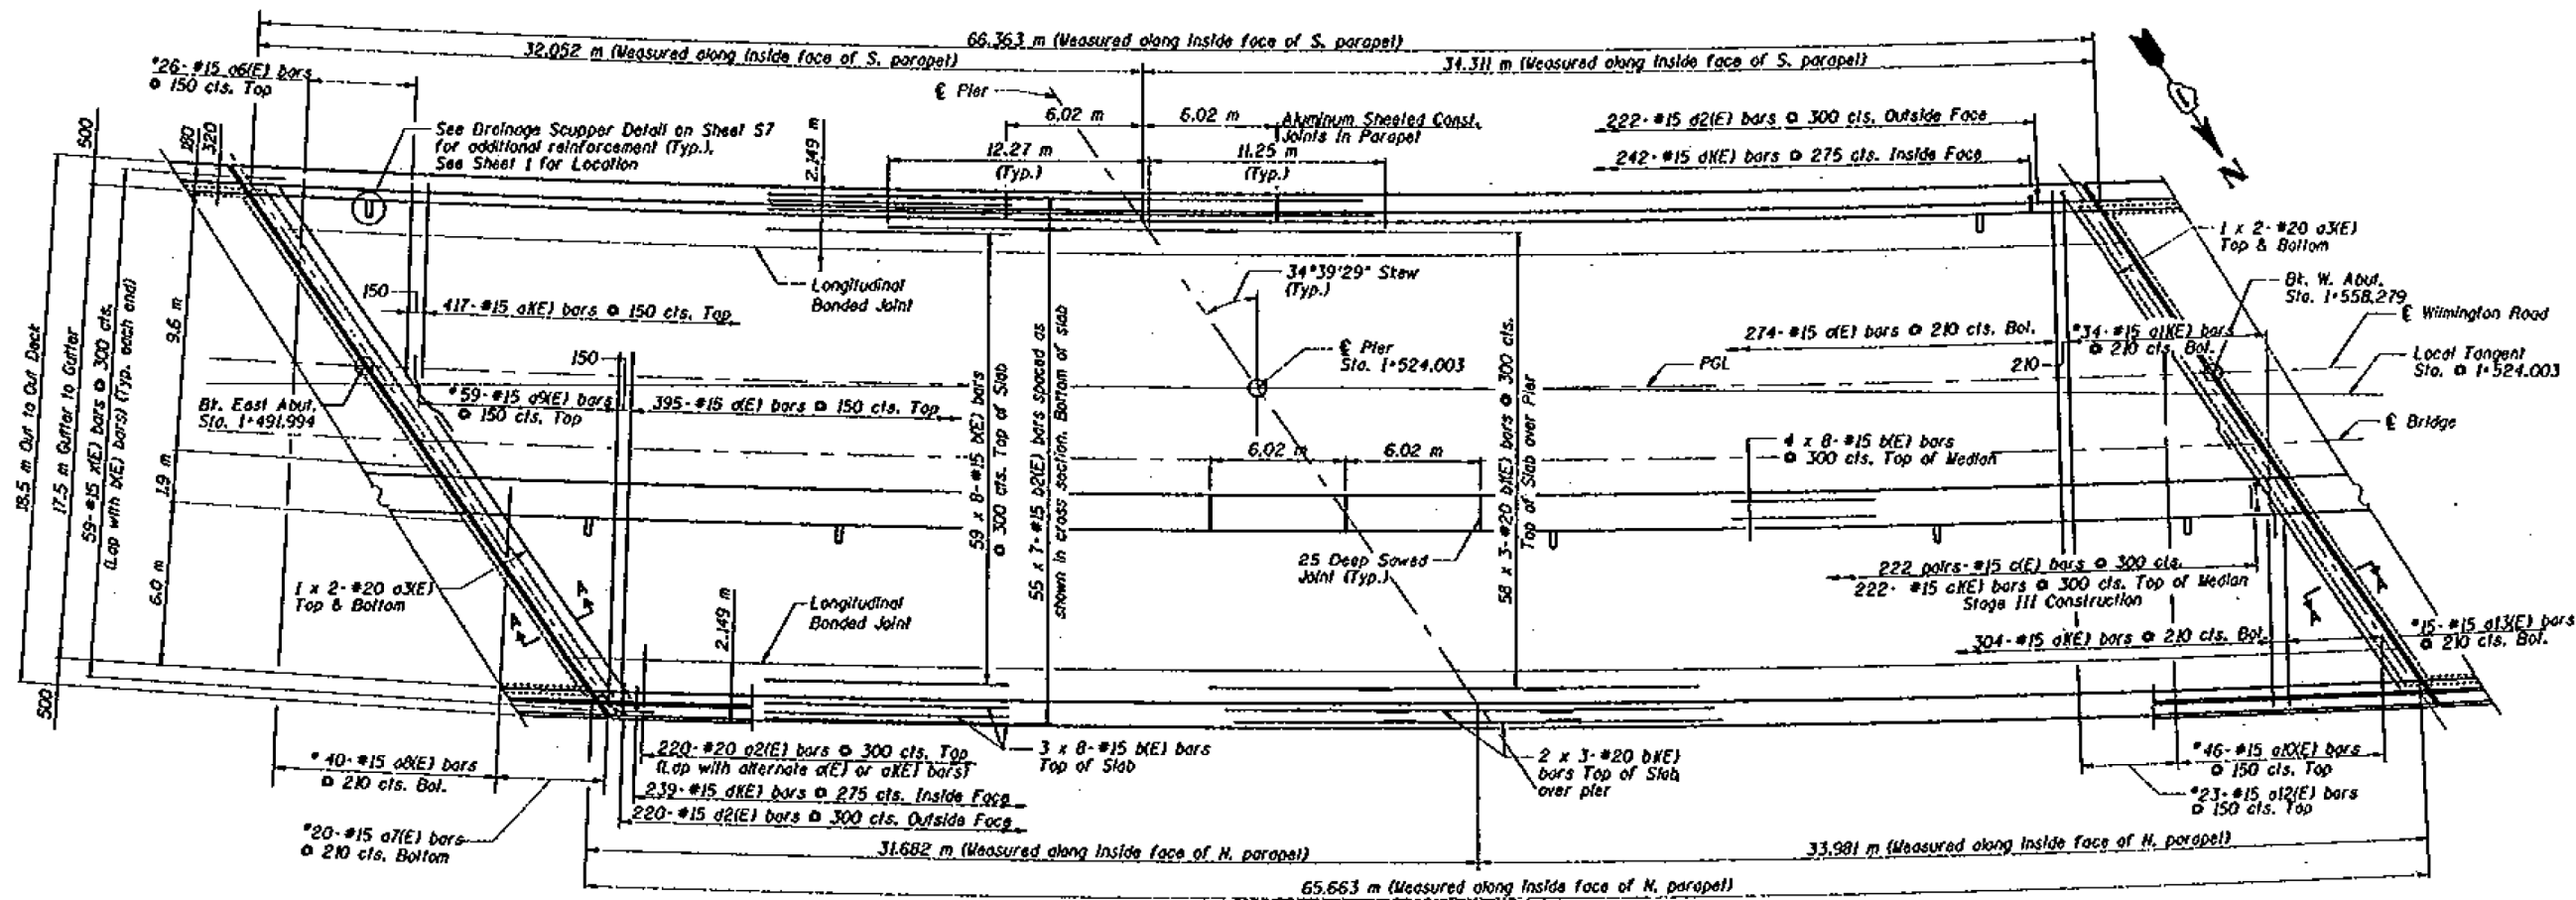 66.363 m (Measured along inside face of S. parapet)
32.052 m (Measured along inside face of S. parapet)
34.311 m (Measured along inside face of S. parapet)
*26-#15 a6(E) bars
@ 150 cts. Top
500
180
320
See Drainage Scupper Detail on Sheet S7
for additional reinforcement (Typ.).
See Sheet 1 for Location
℄ Pier
6.02 m
6.02 m
Aluminum Sheeted Const.
Joints in Parapet
12.27 m
(Typ.)
11.25 m
(Typ.)
2.149 m
222-#15 d2(E) bars @ 300 cts. Outside Face
242-#15 d1(E) bars @ 275 cts. Inside Face
N
1 x 2-#20 a3(E)
Top & Bottom
Bk. W. Abut.
Sta. 1+558.279
℄ Wilmington Road
Local Tangent
Sta. @ 1+524.003
℄ Bridge
Longitudinal
Bonded Joint
34°39'29" Skew
(Typ.)
150
417-#15 a1(E) bars @ 150 cts. Top
274-#15 a(E) bars @ 210 cts. Bot.
*34-#15 a11(E) bars
@ 210 cts. Bot.
210
℄ Pier
Sta. 1+524.003
PGL
150
*59-#15 a9(E) bars
@ 150 cts. Top
395-#15 a(E) bars @ 150 cts. Top
Bk. East Abut.
Sta. 1+491.994
18.5 m Out to Out Deck
17.5 m Gutter to Gutter
59-#15 x(E) bars @ 300 cts.
(Lap with b(E) bars) (Typ. each end)
9.6 m
1.9 m
6.0 m
500
59 x 8-#15 b(E) bars
@ 300 cts. Top of Slab
55 x 7-#15 b2(E) bars spaced as
shown in cross section. Bottom of slab
58 x 3-#20 b1(E) bars @ 300 cts.
Top of Slab over Pier
6.02 m
6.02 m
4 x 8-#15 b(E) bars
@ 300 cts. Top of Median
25 Deep Sawed
Joint (Typ.)
222 pairs-#15 c(E) bars @ 300 cts.
222- #15 c1(E) bars @ 300 cts. Top of Median
Stage III Construction
1 x 2-#20 a3(E)
Top & Bottom
A
A
Longitudinal
Bonded Joint
2.149 m
304-#15 a1(E) bars @ 210 cts. Bot.
A
A
*15-#15 a13(E) bars
@ 210 cts. Bot.
*40-#15 a8(E) bars
@ 210 cts. Bot.
220-#20 a2(E) bars @ 300 cts. Top
(Lap with alternate a(E) or a1(E) bars)
239-#15 d1(E) bars @ 275 cts. Inside Face
220-#15 d2(E) bars @ 300 cts. Outside Face
3 x 8-#15 b(E) bars
Top of Slab
2 x 3-#20 b1(E)
bars Top of Slab
over pier
*46-#15 a10(E) bars
@ 150 cts. Top
*23-#15 a12(E) bars
@ 150 cts. Top
*20-#15 a7(E) bars
@ 210 cts. Bottom
31.682 m (Measured along inside face of N. parapet)
33.981 m (Measured along inside face of N. parapet)
65.663 m (Measured along inside face of N. parapet)